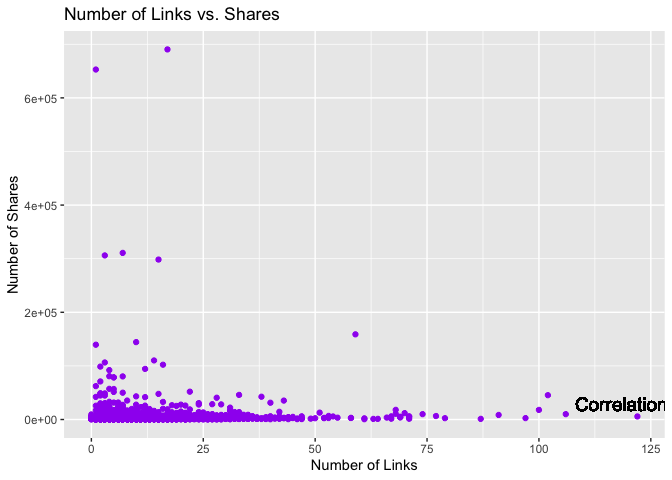 Number of Links vs. Shares
6e+05
4e+05
2e+05
0e+00
Number of Shares
Correlation
0
25
50
75
100
125
Number of Links